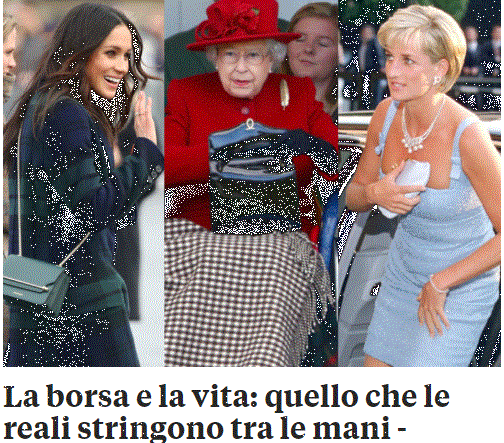 La borsa e la vita: quello che le
reali stringono tra le mani -